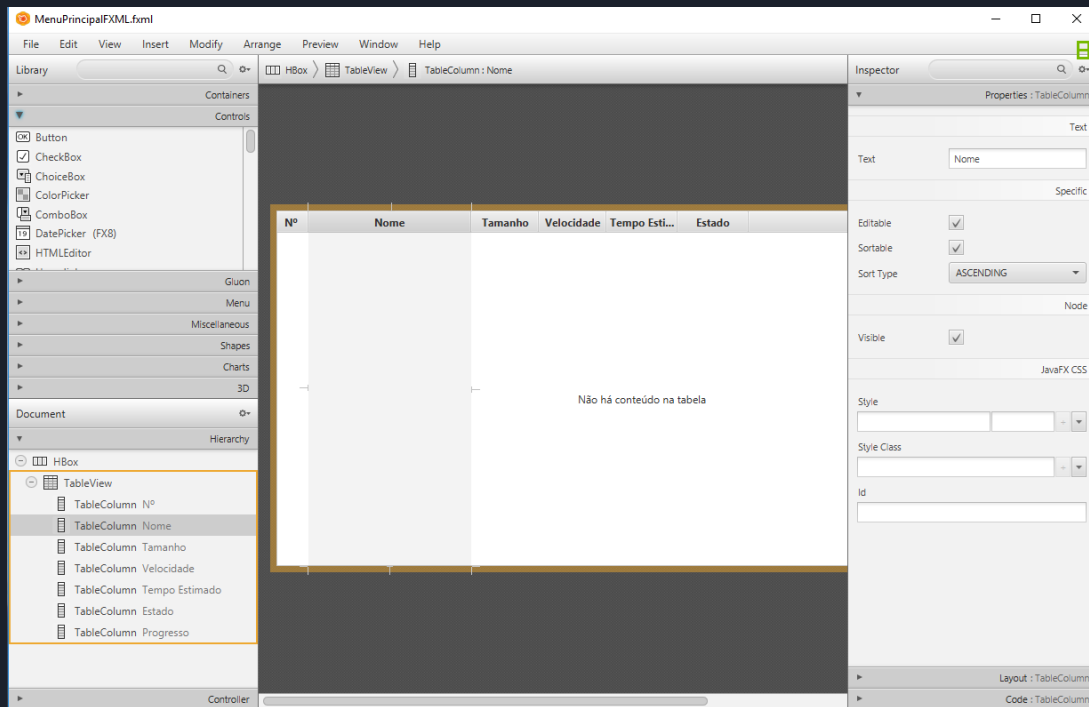 MenuPrincipalFXML.fxml
File Edit View Insert Modify Arrange Preview Window Help
Library
Containers
Controls
Button
CheckBox
ChoiceBox
ColorPicker
ComboBox
DatePicker (FX8)
HTMLEditor
Gluon
Menu
Miscellaneous
Shapes
Charts
3D
Document
Hierarchy
HBox
TableView
TableColumn Nº
TableColumn Nome
TableColumn Tamanho
TableColumn Velocidade
TableColumn Tempo Estimado
TableColumn Estado
TableColumn Progresso
Controller
HBox TableView TableColumn : Nome
Nº Nome Tamanho Velocidade Tempo Esti... Estado
Não há conteúdo na tabela
Inspector
Properties : TableColumn
Text
Text Nome
Specific
Editable
Sortable
Sort Type ASCENDING
Node
Visible
JavaFX CSS
Style
Style Class
Id
Layout : TableColumn
Code : TableColumn